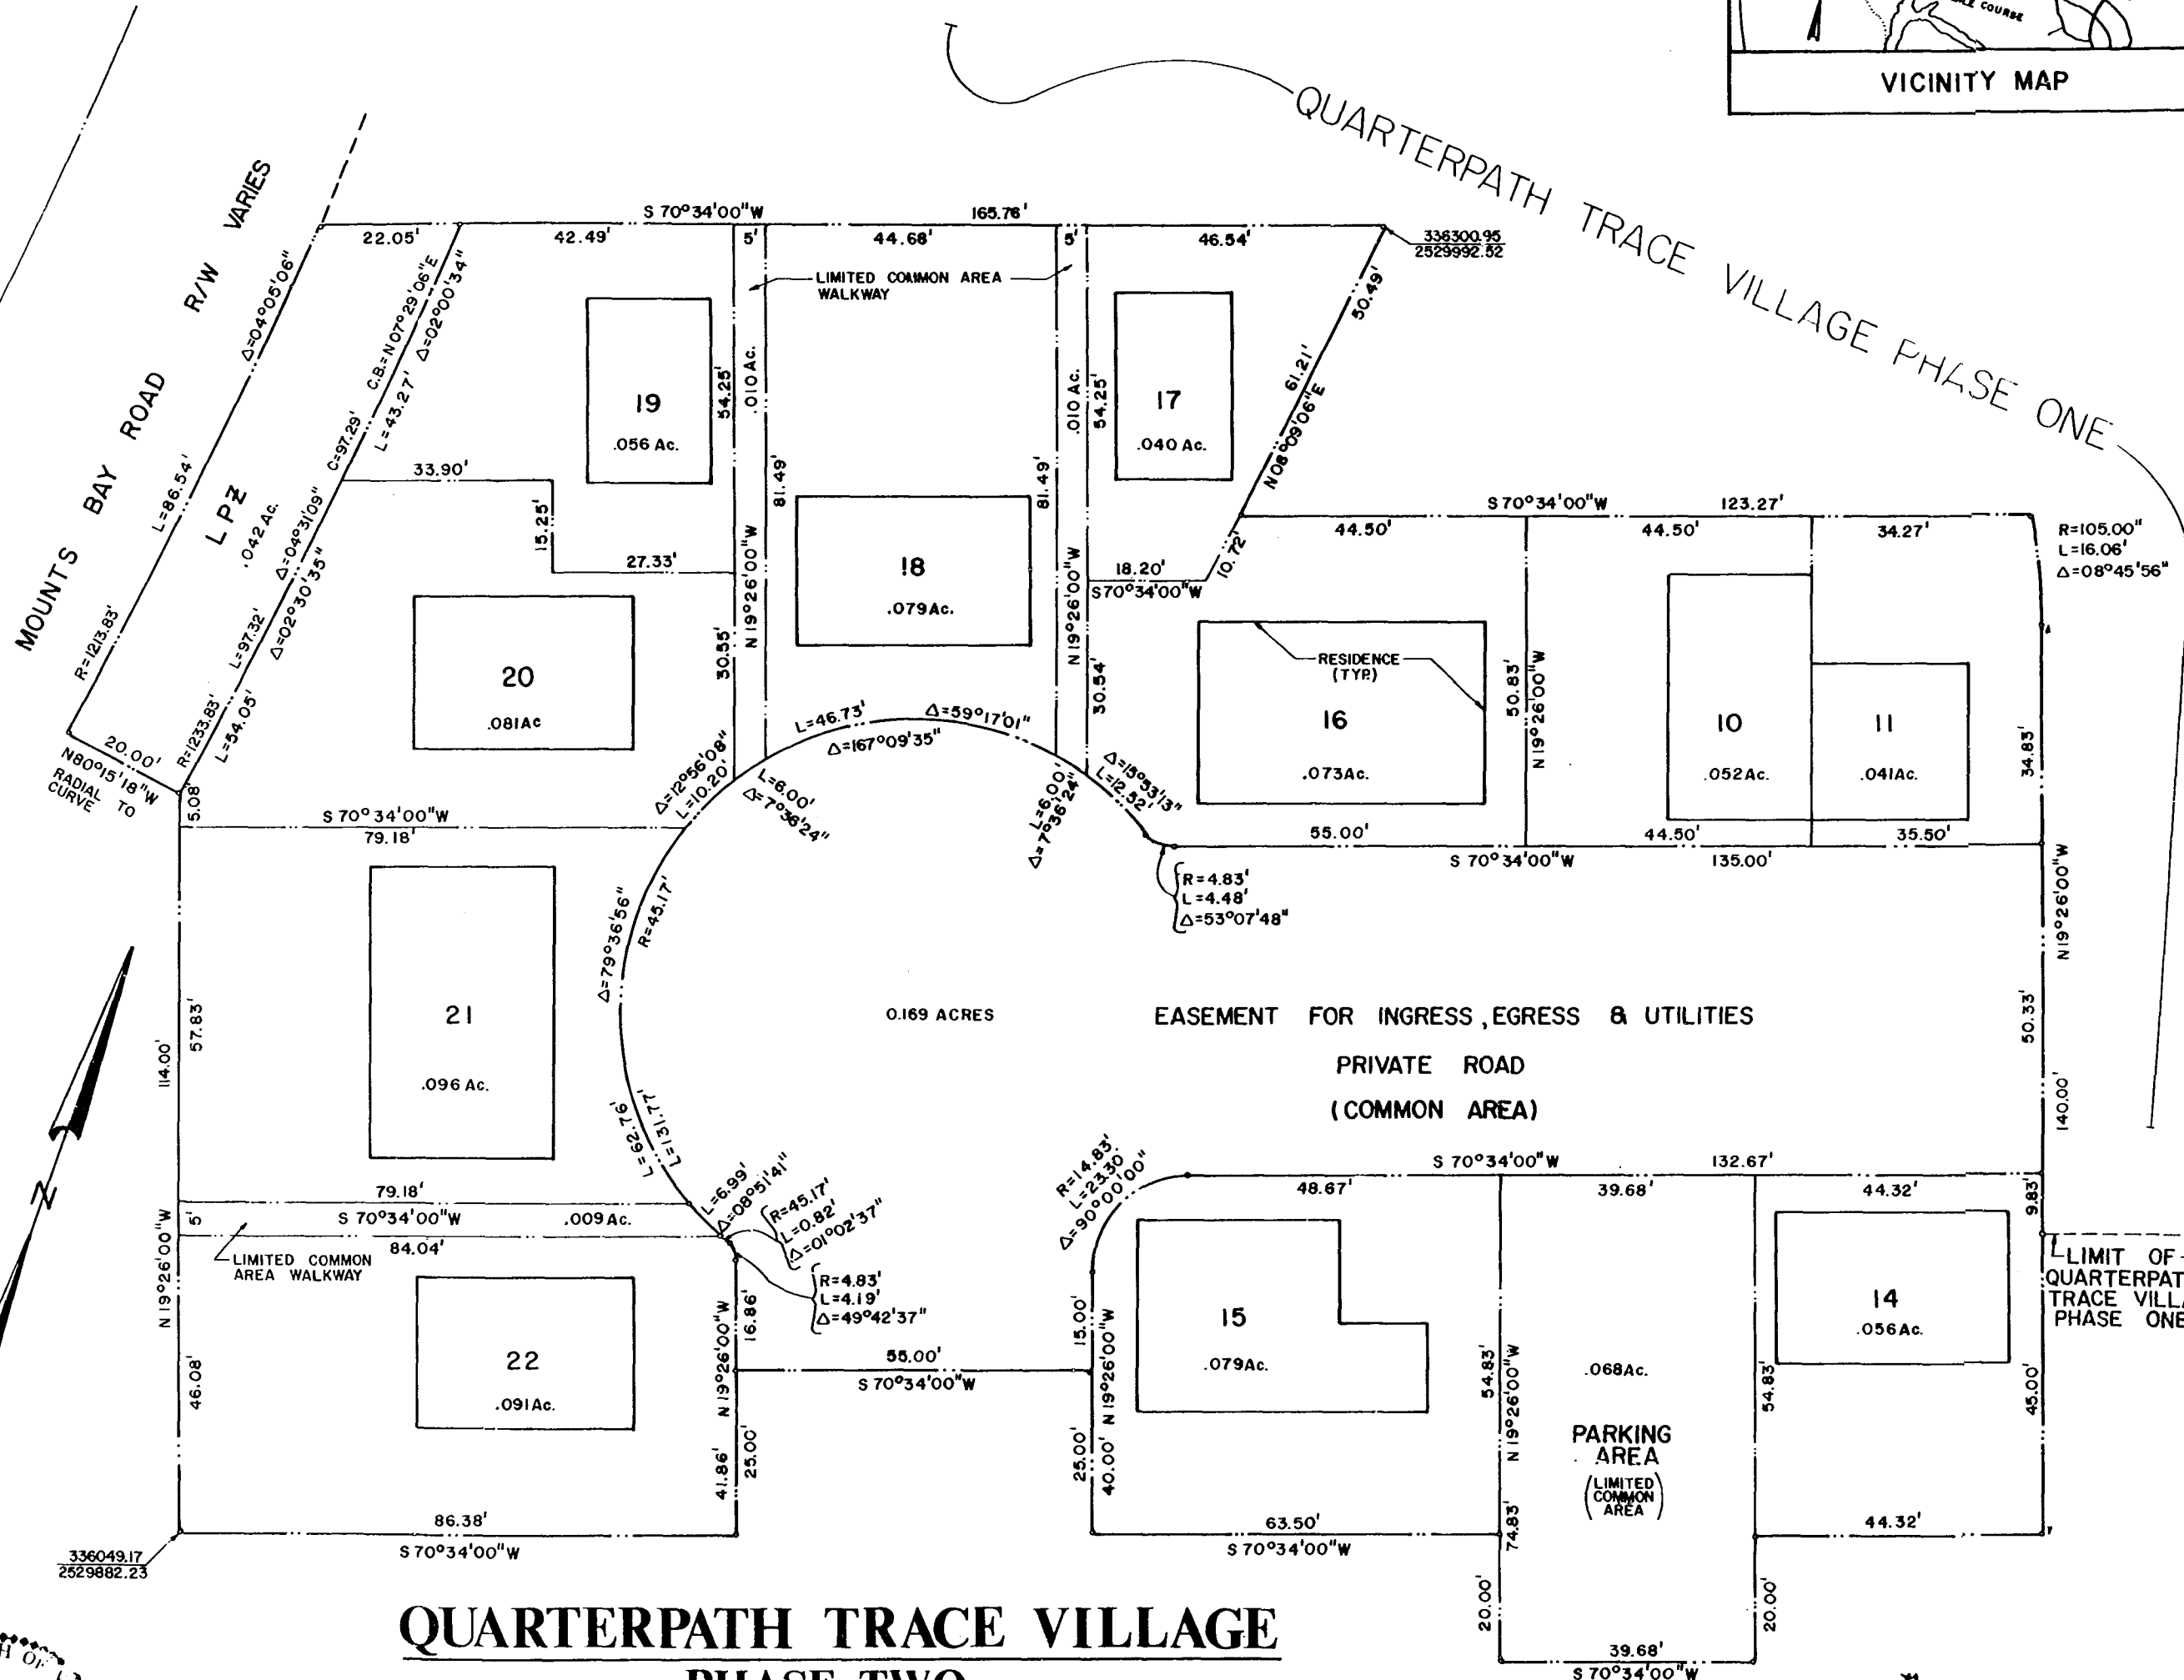 COURSE
VICINITY MAP
QUARTERPATH TRACE VILLAGE PHASE ONE
MOUNTS BAY ROAD R/W VARIES
S 70°34'00"W
165.76'
22.05'
42.49'
5'
44.68'
5'
46.54'
336300.95
2529992.52
LIMITED COMMON AREA
WALKWAY
Δ=04°05'06"
L=86.54'
R=1213.83'
LPZ
.042 Ac.
C.B.=N07°29'06"E
C=97.29'
Δ=02°00'34"
L=43.27'
Δ=04°31'09"
L=97.32'
R=1233.83'
Δ=02°30'35"
L=54.05'
20.00'
N80°15'18"W
RADIAL TO
CURVE
5.08'
19
.056 Ac.
54.25'
.010 Ac.
33.90'
15.25'
27.33'
81.49'
N19°26'00"W
30.55'
18
.079Ac.
81.49'
.010 Ac.
54.25'
N19°26'00"W
30.54'
17
.040 Ac.
50.49'
61.21'
N08°09'06"E
10.72'
18.20'
S70°34'00"W
S 70°34'00"W
123.27'
44.50'
44.50'
34.27'
R=105.00"
L=16.06'
Δ=08°45'56"
20
.081Ac
RESIDENCE
(TYP.)
16
.073Ac.
50.83'
N19°26'00"W
10
.052Ac.
11
.041Ac.
34.83'
L=46.73'
Δ=59°17'01"
Δ=167°09'35"
Δ=12°56'08"
L=10.20'
L=6.00'
Δ=7°36'24"
L=6.00'
Δ=7°36'24"
Δ=15°53'13"
L=12.52'
S 70°34'00"W
79.18'
55.00'
44.50'
35.50'
S 70°34'00"W
135.00'
R=4.83'
L=4.48'
Δ=53°07'48"
N19°26'00"W
21
.096 Ac.
57.83'
114.00'
Δ=79°36'56"
R=45.17'
L=62.76'
L=131.77'
0.169 ACRES
EASEMENT FOR INGRESS, EGRESS & UTILITIES
PRIVATE ROAD
(COMMON AREA)
50.33'
140.00'
N
79.18'
S 70°34'00"W
.009Ac.
5'
84.04'
LIMITED COMMON
AREA WALKWAY
L=6.99'
Δ=08°51'41"
R=45.17'
L=0.82'
Δ=01°02'37"
R=4.83'
L=4.19'
Δ=49°42'37"
R=14.83'
L=23.30
Δ=90°00'00"
S 70°34'00"W
132.67'
48.67'
39.68'
44.32'
9.83'
LIMIT OF
QUARTERPAT
TRACE VILL
PHASE ONE
N19°26'00"W
46.08'
22
.091Ac.
N19°26'00"W
16.86'
41.86'
25.00'
55.00'
S 70°34'00"W
15.00'
N19°26'00"W
25.00'
40.00'
15
.079Ac.
54.83'
N19°26'00"W
74.83'
.068Ac.
PARKING
AREA
(LIMITED
COMMON
AREA)
54.83'
14
.056Ac.
45.00'
86.38'
S 70°34'00"W
336049.17
2529882.23
63.50'
S 70°34'00"W
44.32'
20.00'
20.00'
39.68'
S 70°34'00"W
QUARTERPATH TRACE VILLAGE
PHASE TWO
H OF